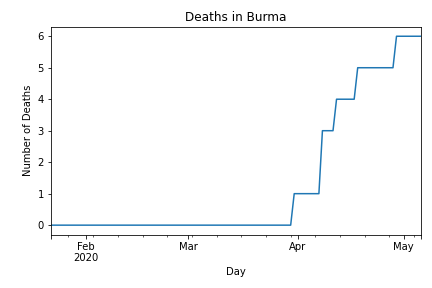 Deaths in Burma
Number of Deaths
6
5
4
3
2
1
0
Feb
2020
Mar
Apr
May
Day